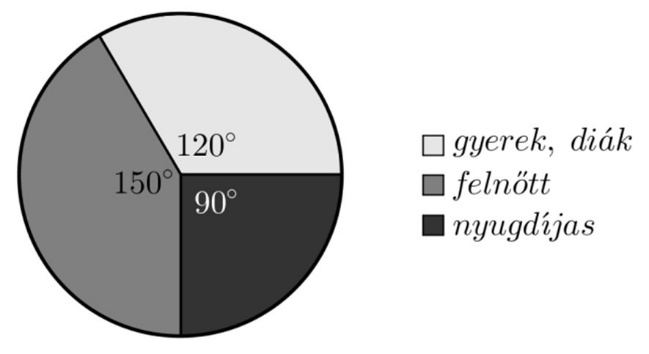 120°
150°
90°
gyerek, diák
felnőtt
nyugdíjas